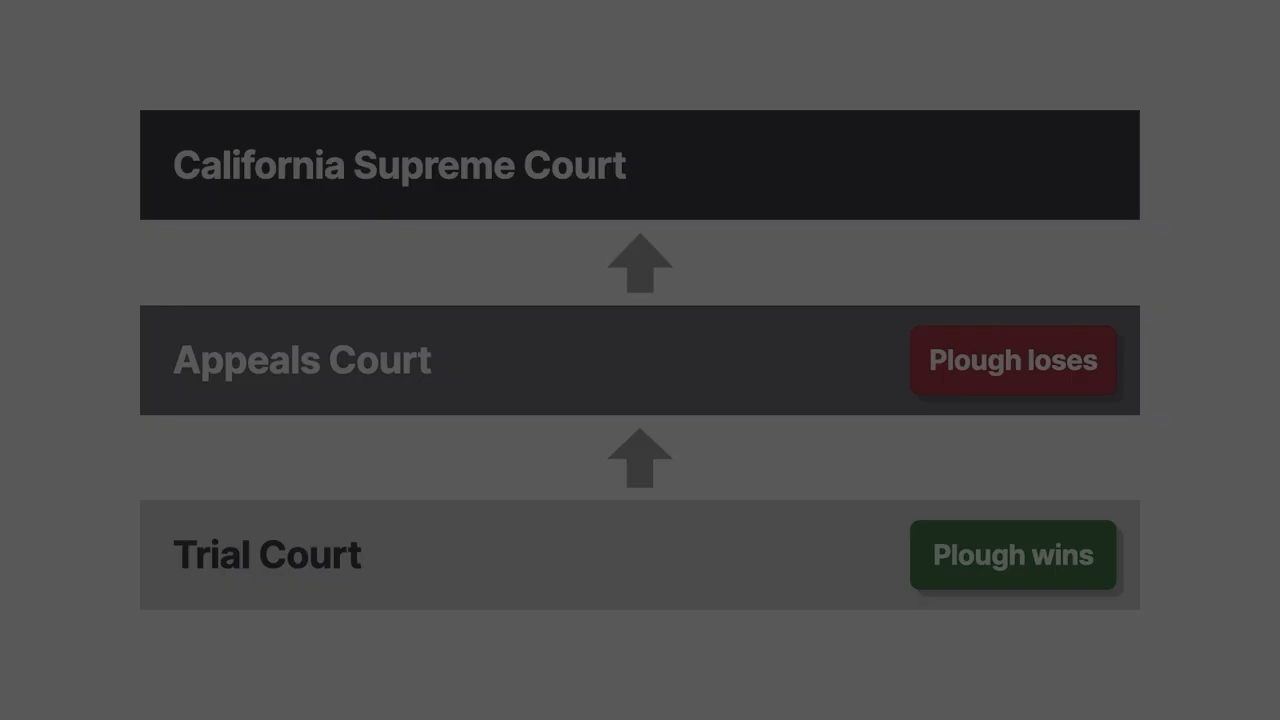 California Supreme Court
Appeals Court
Plough loses
Trial Court
Plough wins